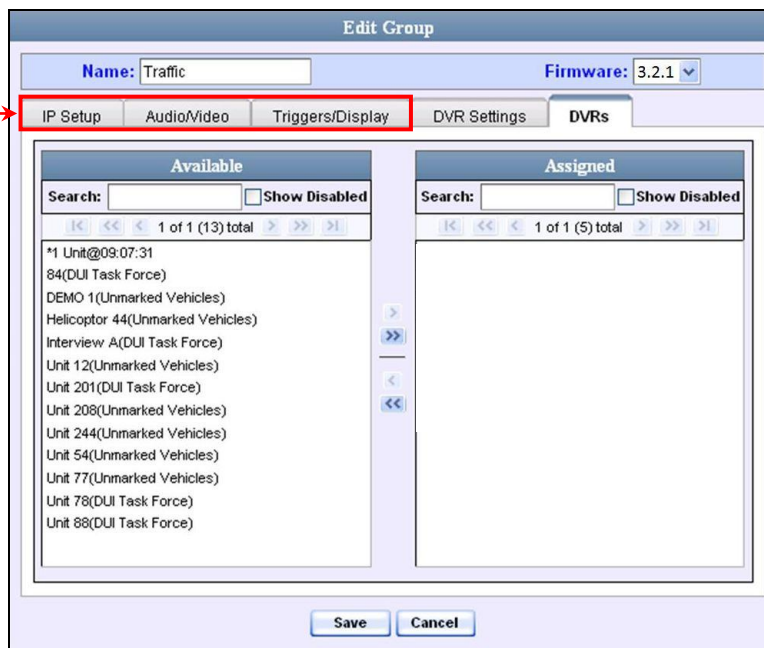 Edit Group
Name: Traffic Firmware: 3.2.1
IP Setup Audio/Video Triggers/Display DVR Settings DVRs
Available
Search: Show Disabled
|< << < 1 of 1 (13) total > >> >|
*1 Unit@09:07:31
84(DUI Task Force)
DEMO 1(Unmarked Vehicles)
Helicoptor 44(Unmarked Vehicles)
Interview A(DUI Task Force)
Unit 12(Unmarked Vehicles)
Unit 201(DUI Task Force)
Unit 208(Unmarked Vehicles)
Unit 244(Unmarked Vehicles)
Unit 54(Unmarked Vehicles)
Unit 77(Unmarked Vehicles)
Unit 78(DUI Task Force)
Unit 88(DUI Task Force)
>
>>
<
<<
Assigned
Search: Show Disabled
|< << < 1 of 1 (5) total > >> >|
Save Cancel